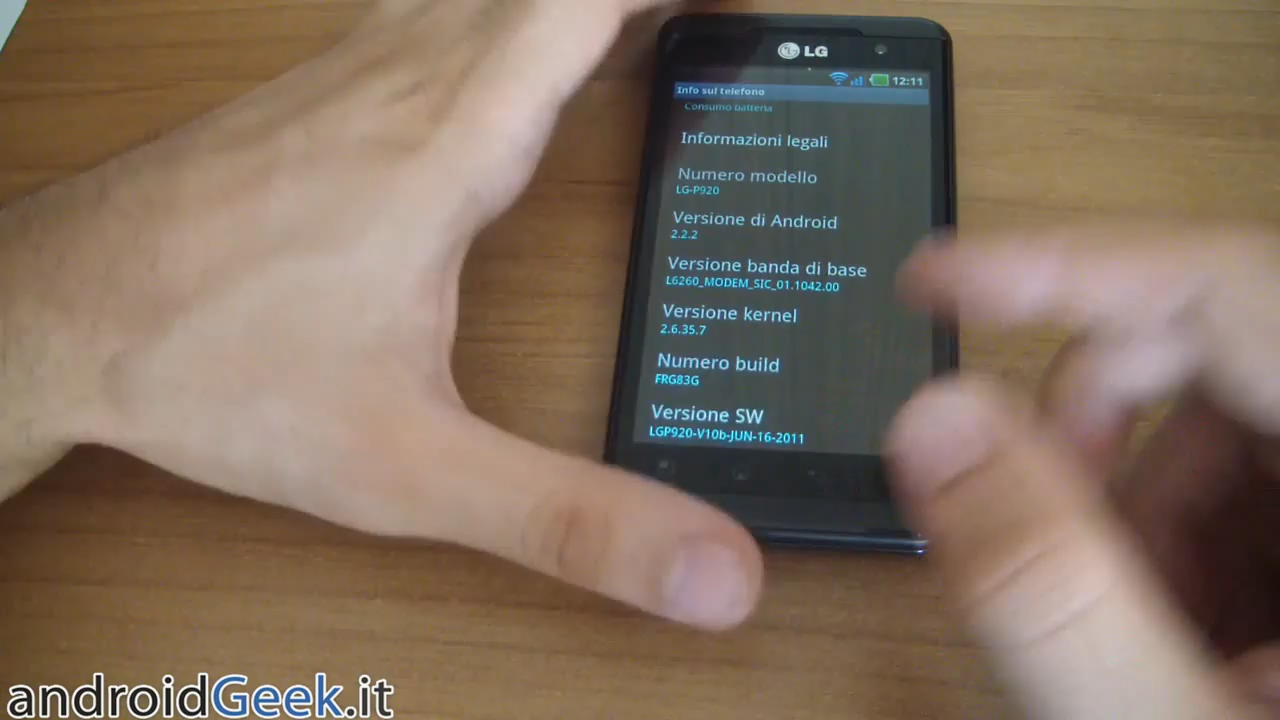 LG
12:11
Info sul telefono
Consumo batteria
Informazioni legali
Numero modello
LG-P920
Versione di Android
2.2.2
Versione banda di base
L6260_MODEM_SIC_01.1042.00
Versione kernel
2.6.35.7
Numero build
FRG83G
Versione SW
LGP920-V10b-JUN-16-2011
androidGeek.it